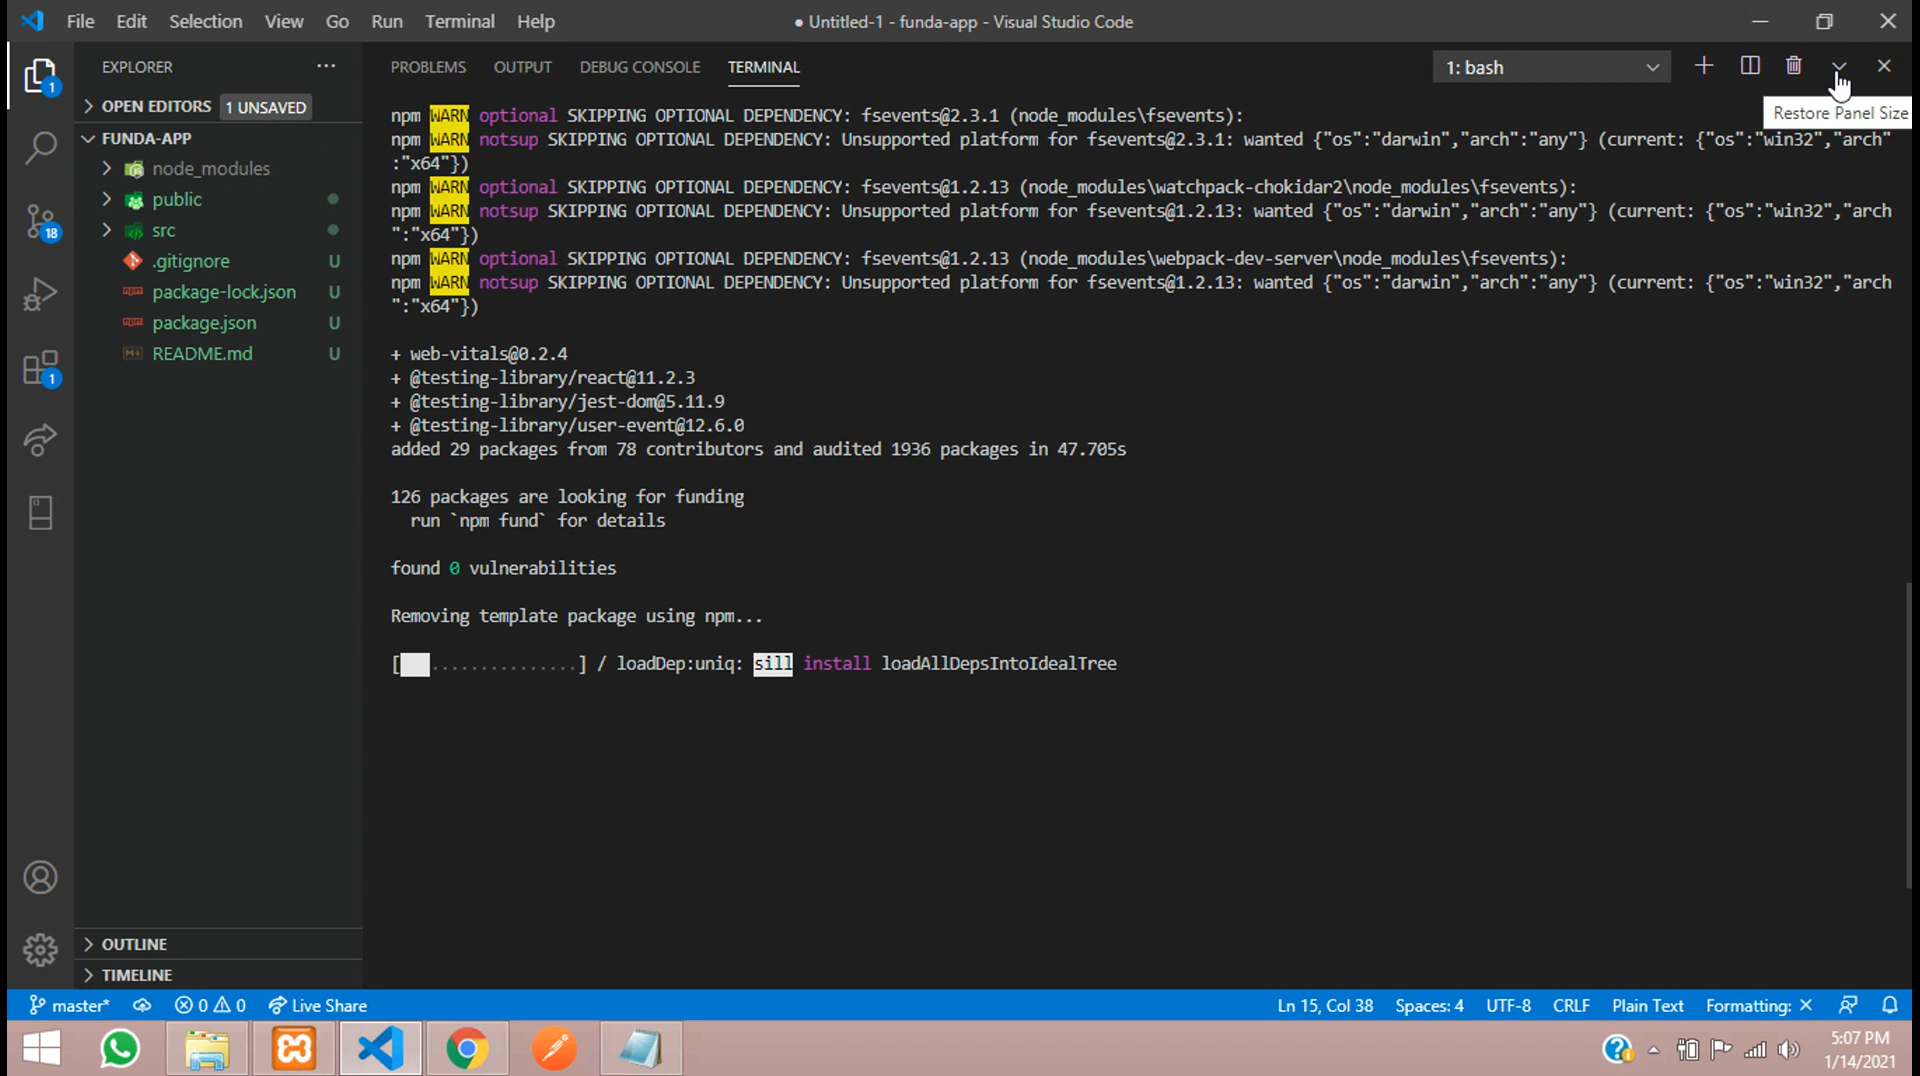 File Edit Selection View Go Run Terminal Help
● Untitled-1 - funda-app - Visual Studio Code
EXPLORER
PROBLEMS OUTPUT DEBUG CONSOLE TERMINAL
1: bash
Restore Panel Size
OPEN EDITORS 1 UNSAVED
FUNDA-APP
node_modules
public
src
.gitignore U
package-lock.json U
package.json U
README.md U
OUTLINE
TIMELINE
1
18
1
npm WARN optional SKIPPING OPTIONAL DEPENDENCY: fsevents@2.3.1 (node_modules\fsevents):
npm WARN notsup SKIPPING OPTIONAL DEPENDENCY: Unsupported platform for fsevents@2.3.1: wanted {"os":"darwin","arch":"any"} (current: {"os":"win32","arch"
:"x64"})
npm WARN optional SKIPPING OPTIONAL DEPENDENCY: fsevents@1.2.13 (node_modules\watchpack-chokidar2\node_modules\fsevents):
npm WARN notsup SKIPPING OPTIONAL DEPENDENCY: Unsupported platform for fsevents@1.2.13: wanted {"os":"darwin","arch":"any"} (current: {"os":"win32","arch
":"x64"})
npm WARN optional SKIPPING OPTIONAL DEPENDENCY: fsevents@1.2.13 (node_modules\webpack-dev-server\node_modules\fsevents):
npm WARN notsup SKIPPING OPTIONAL DEPENDENCY: Unsupported platform for fsevents@1.2.13: wanted {"os":"darwin","arch":"any"} (current: {"os":"win32","arch
":"x64"})
+ web-vitals@0.2.4
+ @testing-library/react@11.2.3
+ @testing-library/jest-dom@5.11.9
+ @testing-library/user-event@12.6.0
added 29 packages from 78 contributors and audited 1936 packages in 47.705s
126 packages are looking for funding
run `npm fund` for details
found 0 vulnerabilities
Removing template package using npm...
[ ...............] / loadDep:uniq: sill install loadAllDepsIntoIdealTree
master* 0 0 Live Share
Ln 15, Col 38 Spaces: 4 UTF-8 CRLF Plain Text Formatting: ×
5:07 PM
1/14/2021